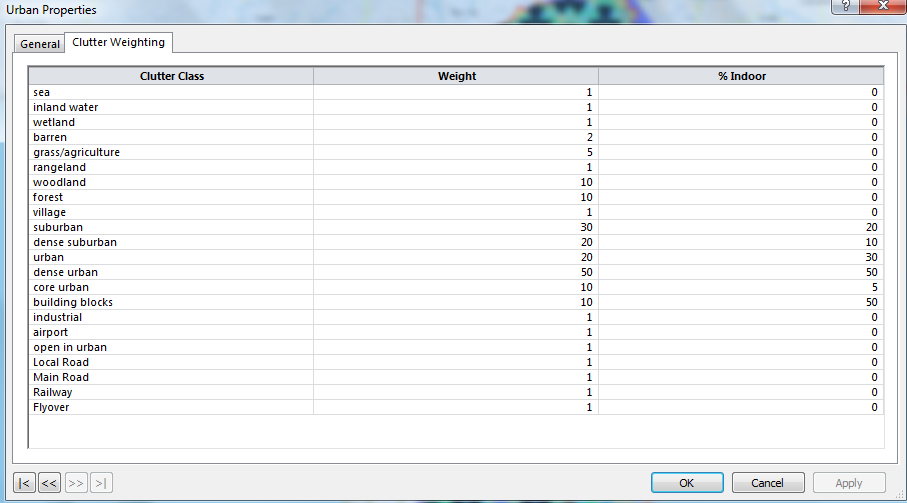 Urban Properties
General Clutter Weighting
Clutter Class Weight % Indoor
sea 1 0
inland water 1 0
wetland 1 0
barren 2 0
grass/agriculture 5 0
rangeland 1 0
woodland 10 0
forest 10 0
village 1 0
suburban 30 20
dense suburban 20 10
urban 20 30
dense urban 50 50
core urban 10 5
building blocks 10 50
industrial 1 0
airport 1 0
open in urban 1 0
Local Road 1 0
Main Road 1 0
Railway 1 0
Flyover 1 0
|< << >> >| OK Cancel Apply